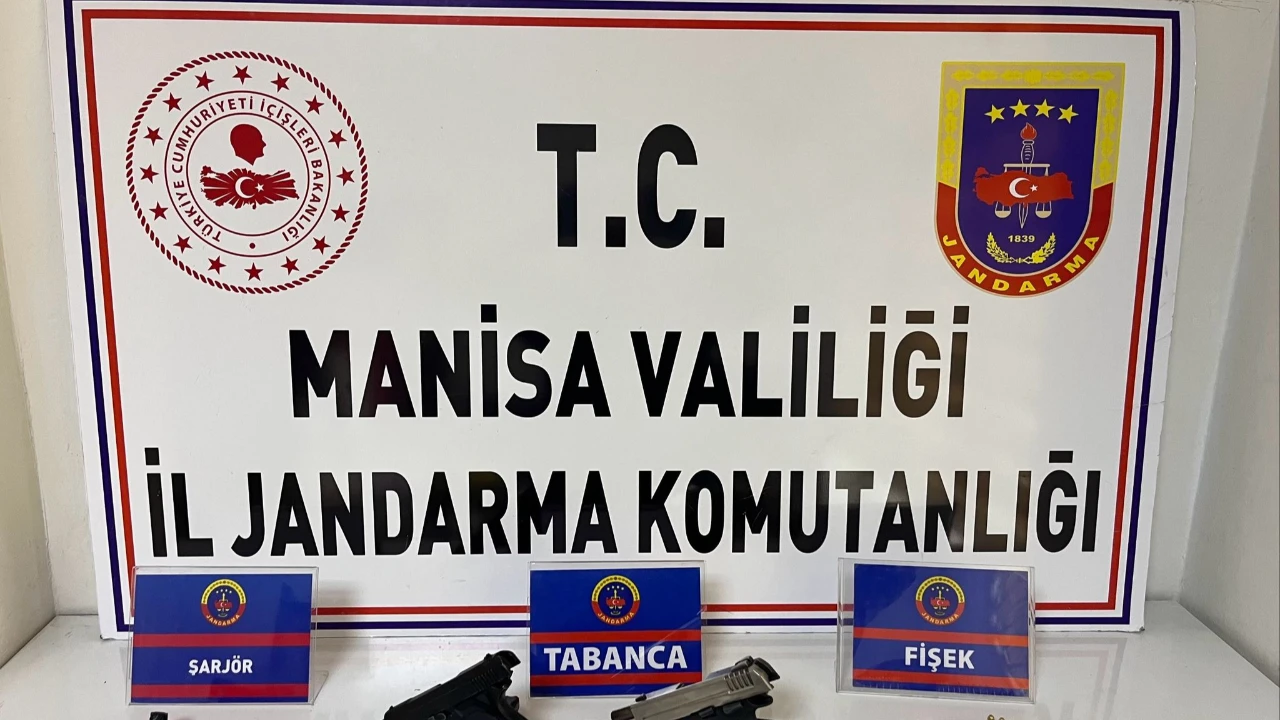 TÜRKİYE CUMHURİYETİ İÇİŞLERİ BAKANLIĞI
T.C.
1839
JANDARMA
MANİSA VALİLİĞİ
İL JANDARMA KOMUTANLIĞI
JANDARMA
ŞARJÖR
JANDARMA
TABANCA
JANDARMA
FİŞEK